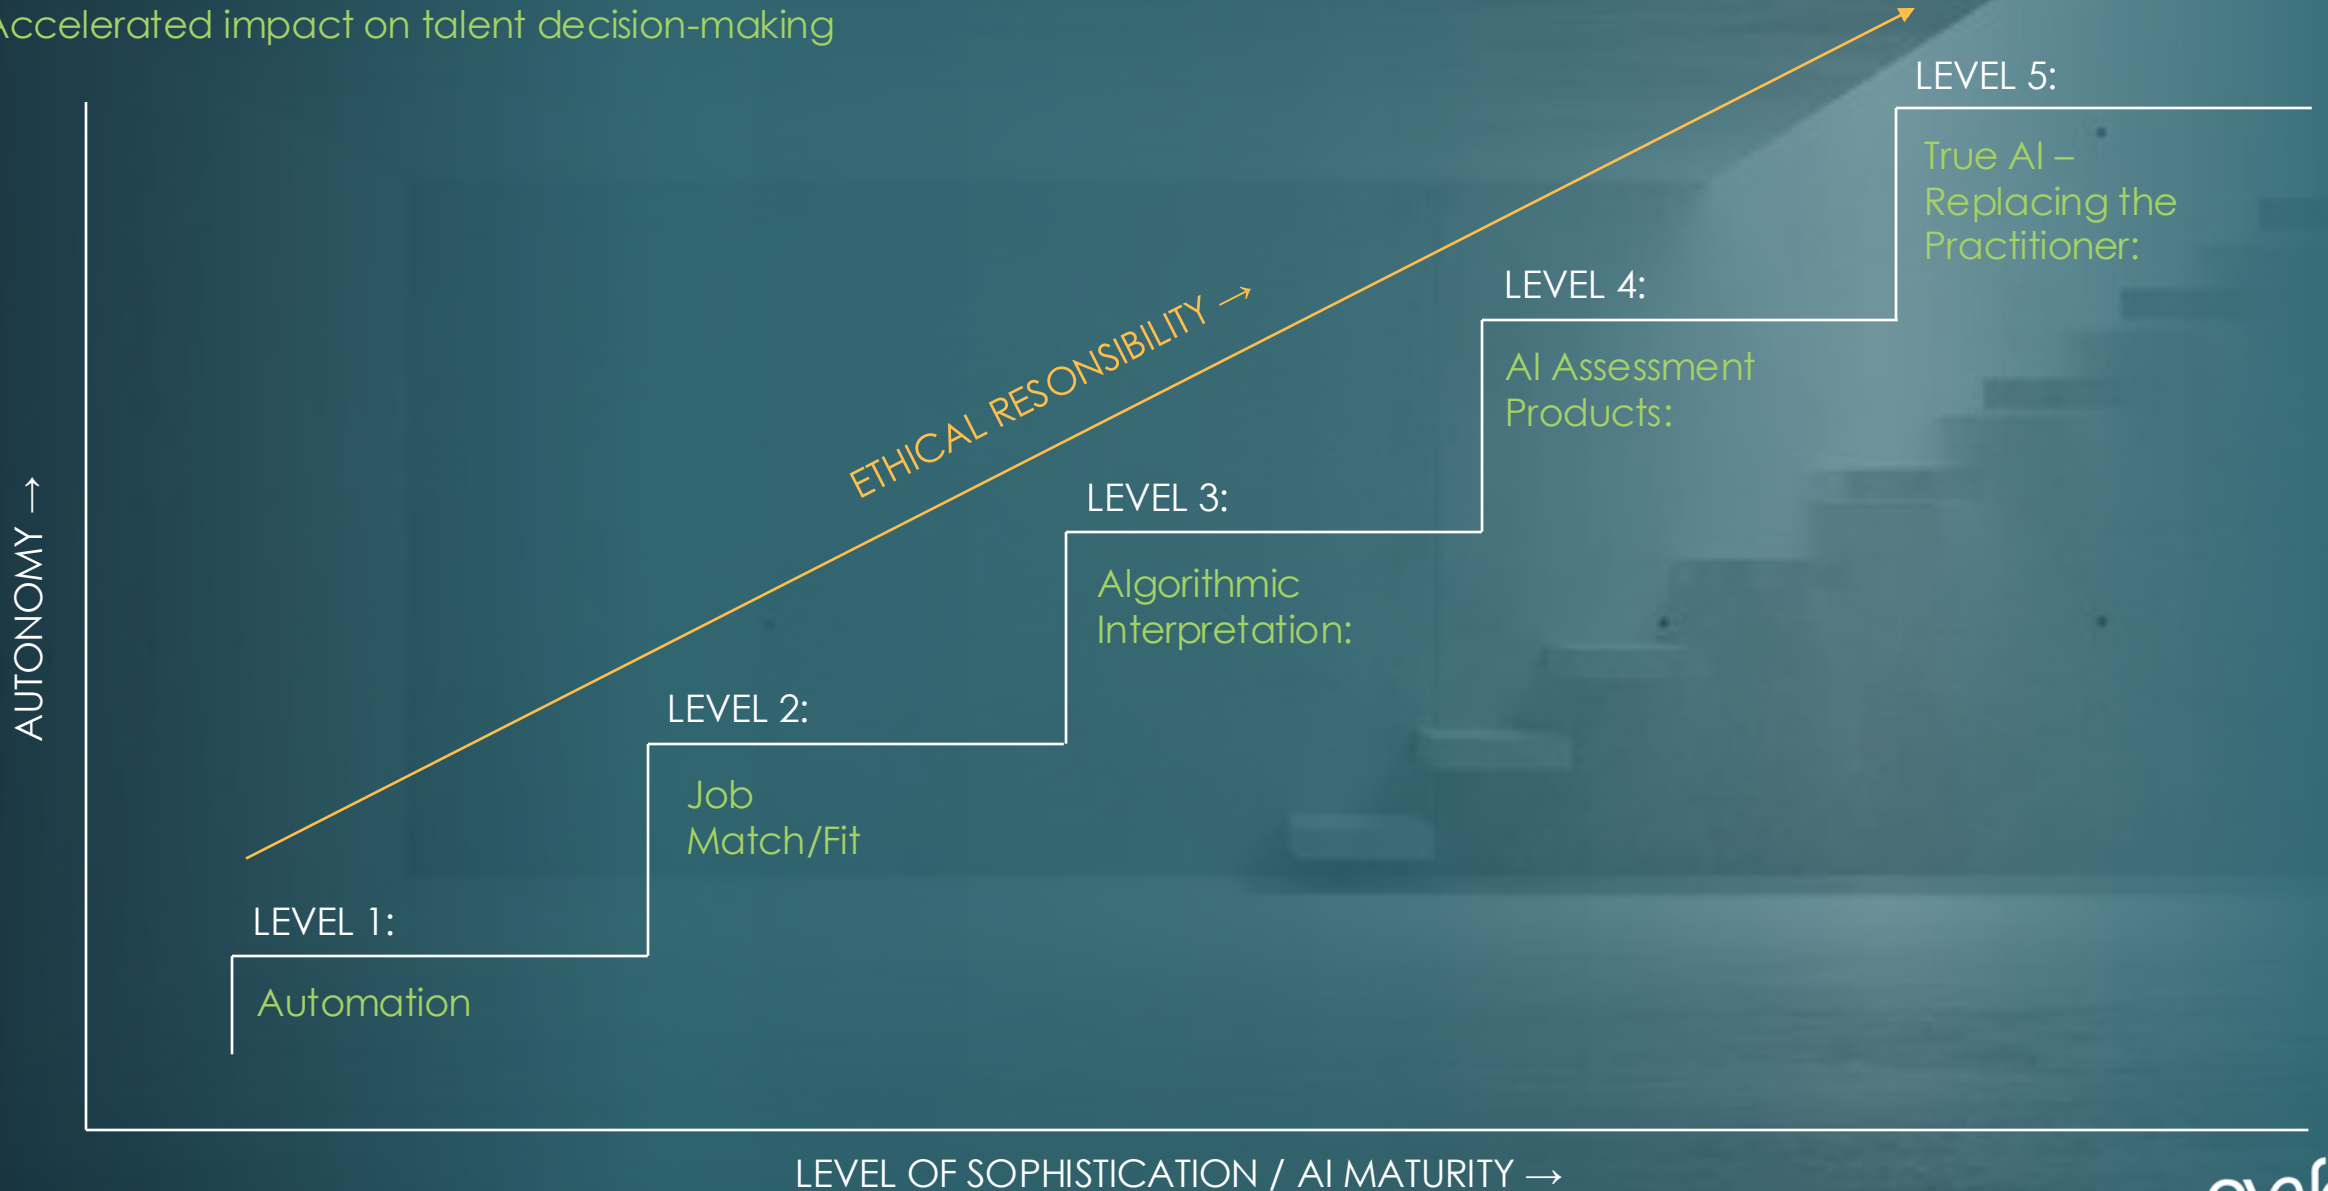 Accelerated impact on talent decision-making
LEVEL 5:
True AI –
Replacing the
Practitioner:
LEVEL 4:
AI Assessment
Products:
ETHICAL RESONSIBILITY →
LEVEL 3:
Algorithmic
Interpretation:
LEVEL 2:
Job
Match/Fit
LEVEL 1:
Automation
AUTONOMY →
LEVEL OF SOPHISTICATION / AI MATURITY →